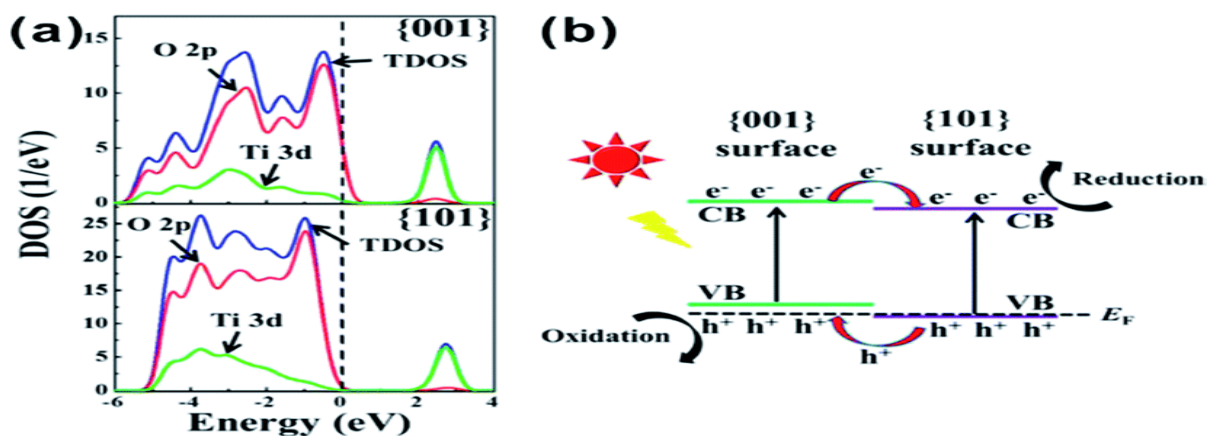 (a)
{001}
15
O 2p
TDOS
10
Ti 3d
5
0
{101}
25
O 2p
TDOS
20
15
10
Ti 3d
5
0
DOS (1/eV)
-6 -4 -2 0 2 4
Energy (eV)
(b)
{001}
surface
{101}
surface
e- e- e- e-
e- e- e-
Reduction
CB
CB
VB
VB
EF
h+ h+ h+
h+ h+ h+
h+
Oxidation